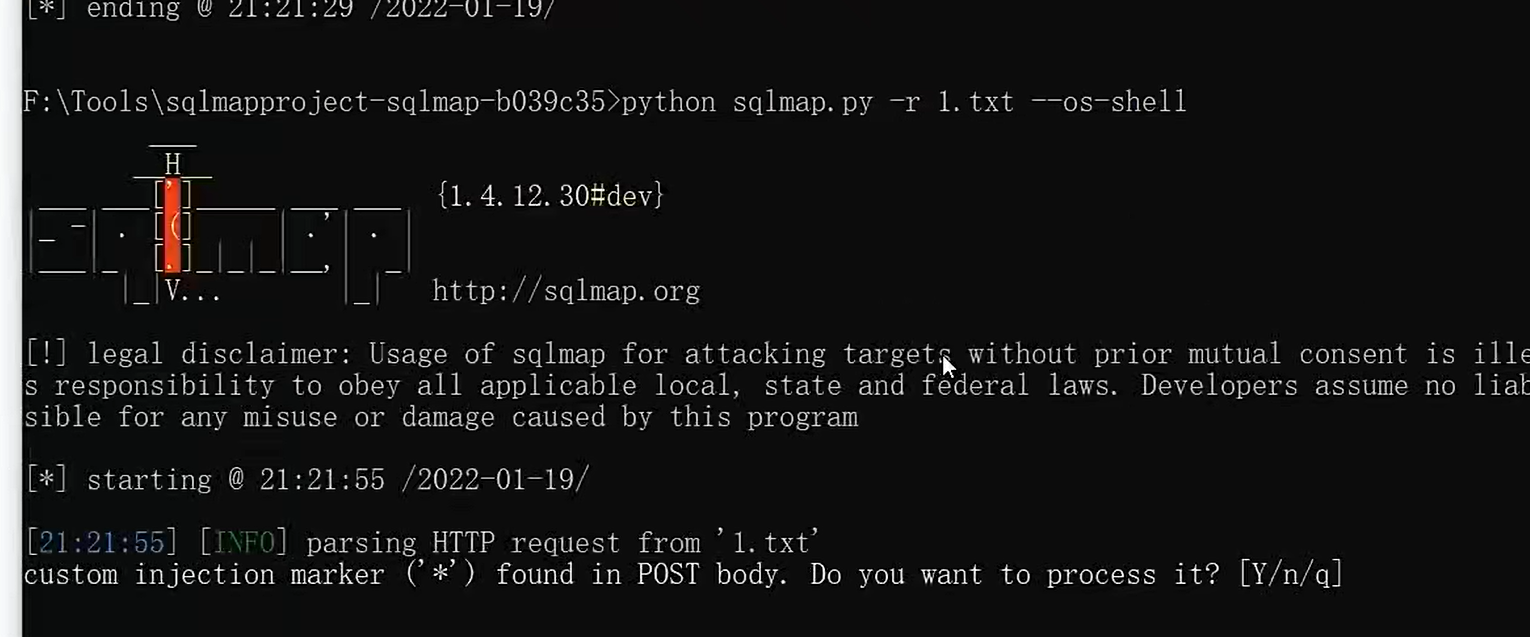 [*] ending @ 21:21:29 /2022-01-19/
F:\Tools\sqlmapproject-sqlmap-b039c35>python sqlmap.py -r 1.txt --os-shell
H
{1.4.12.30#dev}
V...
http://sqlmap.org
[!] legal disclaimer: Usage of sqlmap for attacking targets without prior mutual consent is ille
s responsibility to obey all applicable local, state and federal laws. Developers assume no liab
sible for any misuse or damage caused by this program
[*] starting @ 21:21:55 /2022-01-19/
[21:21:55] [INFO] parsing HTTP request from '1.txt'
custom injection marker ('*') found in POST body. Do you want to process it? [Y/n/q]